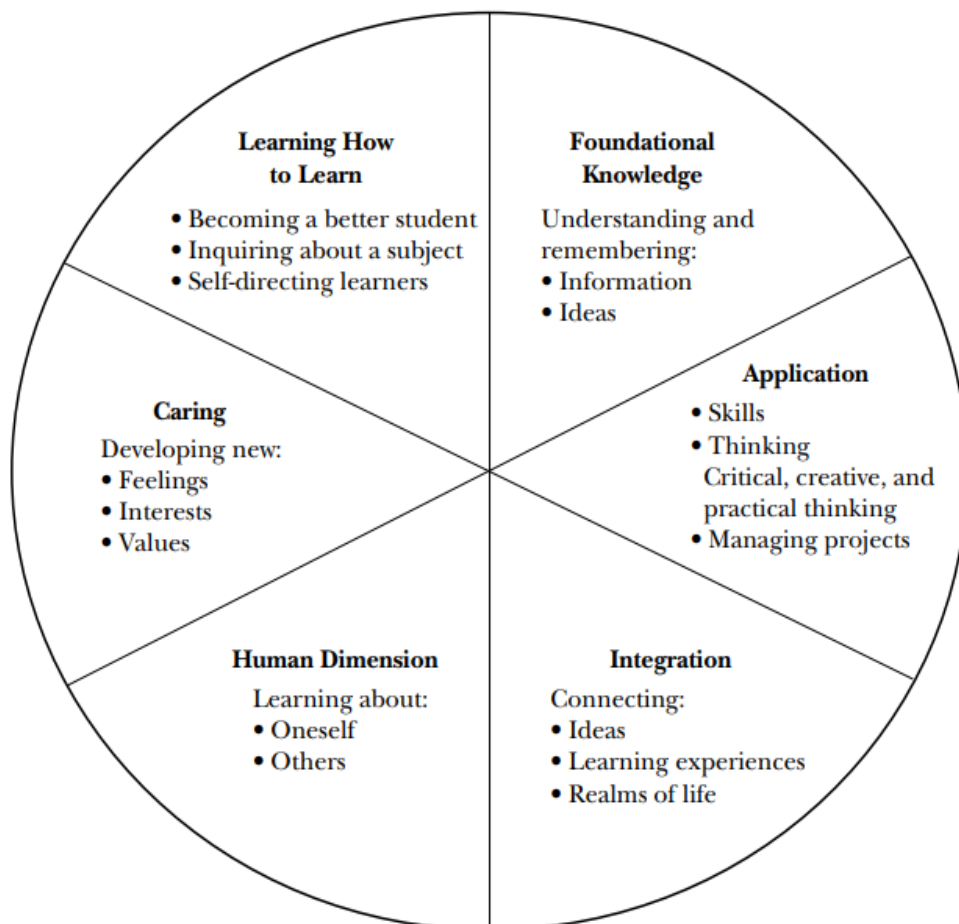 Learning How
to Learn
• Becoming a better student
• Inquiring about a subject
• Self-directing learners
Foundational
Knowledge
Understanding and
remembering:
• Information
• Ideas
Application
• Skills
• Thinking
Critical, creative, and
practical thinking
• Managing projects
Caring
Developing new:
• Feelings
• Interests
• Values
Human Dimension
Learning about:
• Oneself
• Others
Integration
Connecting:
• Ideas
• Learning experiences
• Realms of life